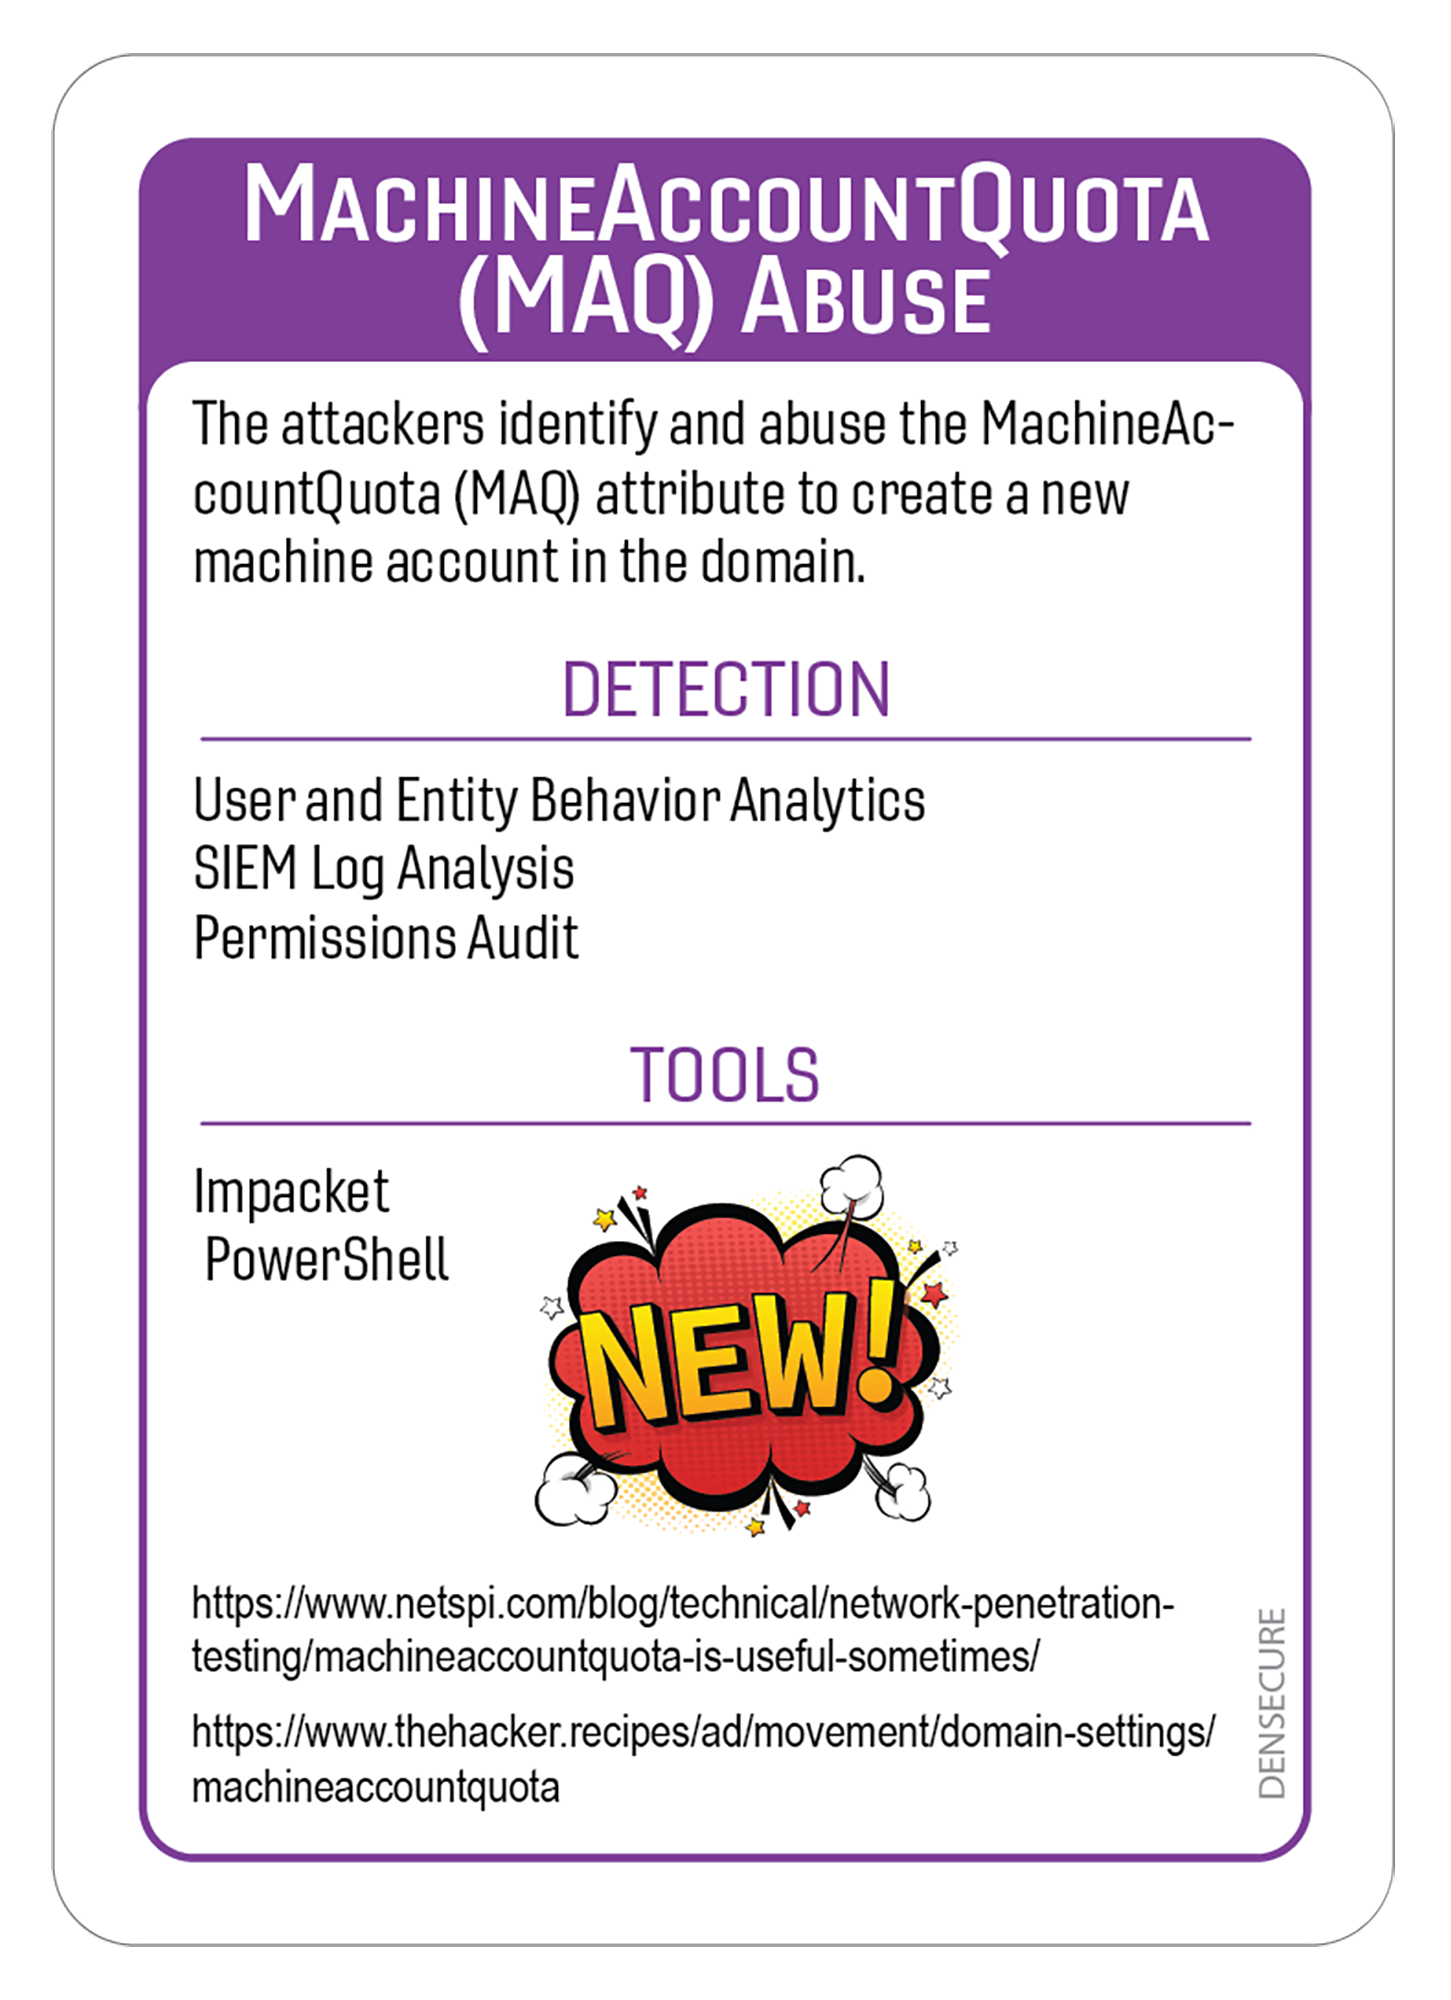 MACHINEACCOUNTQUOTA
(MAQ) ABUSE
The attackers identify and abuse the MachineAc-
countQuota (MAQ) attribute to create a new
machine account in the domain.
DETECTION
User and Entity Behavior Analytics
SIEM Log Analysis
Permissions Audit
TOOLS
Impacket
PowerShell
NEW!
https://www.netspi.com/blog/technical/network-penetration-
testing/machineaccountquota-is-useful-sometimes/
https://www.thehacker.recipes/ad/movement/domain-settings/
machineaccountquota
DENSECURE